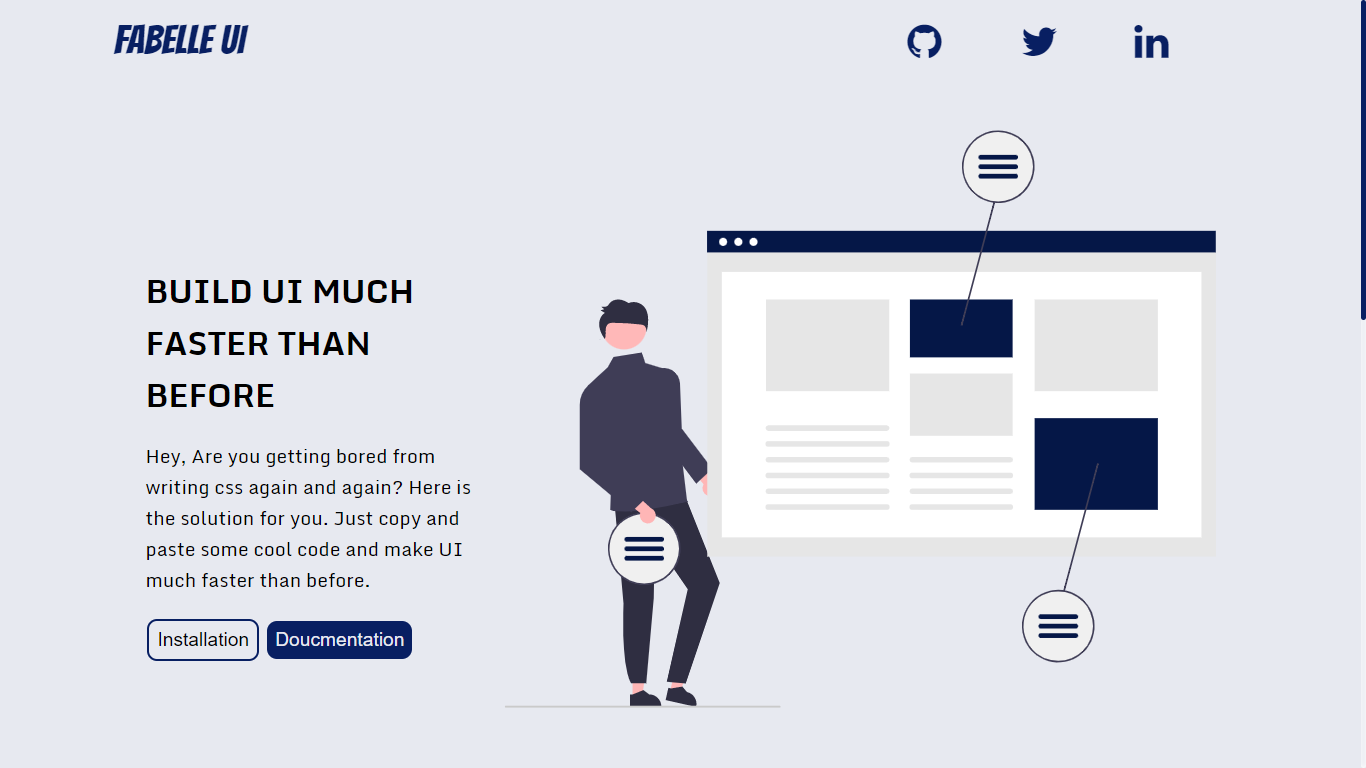 FABELLE UI
BUILD UI MUCH
FASTER THAN
BEFORE
Hey, Are you getting bored from
writing css again and again? Here is
the solution for you. Just copy and
paste some cool code and make UI
much faster than before.
Installation
Doucmentation